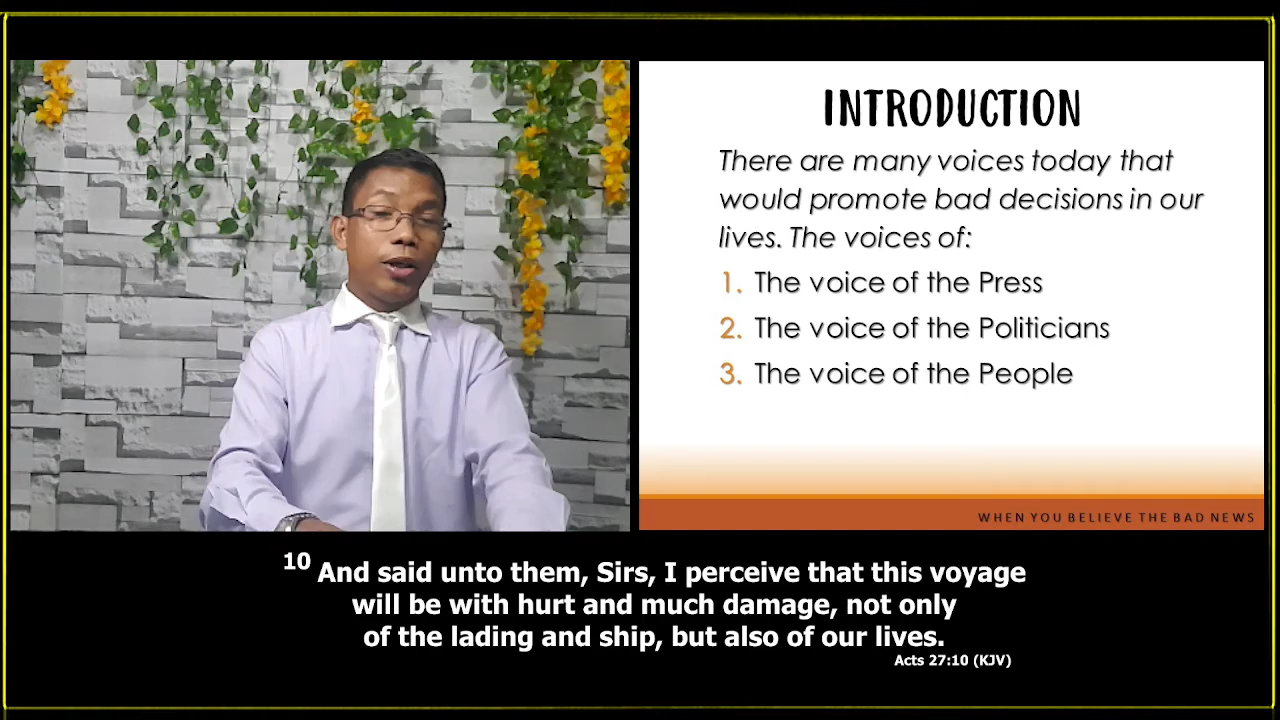 INTRODUCTION
There are many voices today that
would promote bad decisions in our
lives. The voices of:
1. The voice of the Press
2. The voice of the Politicians
3. The voice of the People
WHEN YOU BELIEVE THE BAD NEWS
10 And said unto them, Sirs, I perceive that this voyage
will be with hurt and much damage, not only
of the lading and ship, but also of our lives.
Acts 27:10 (KJV)